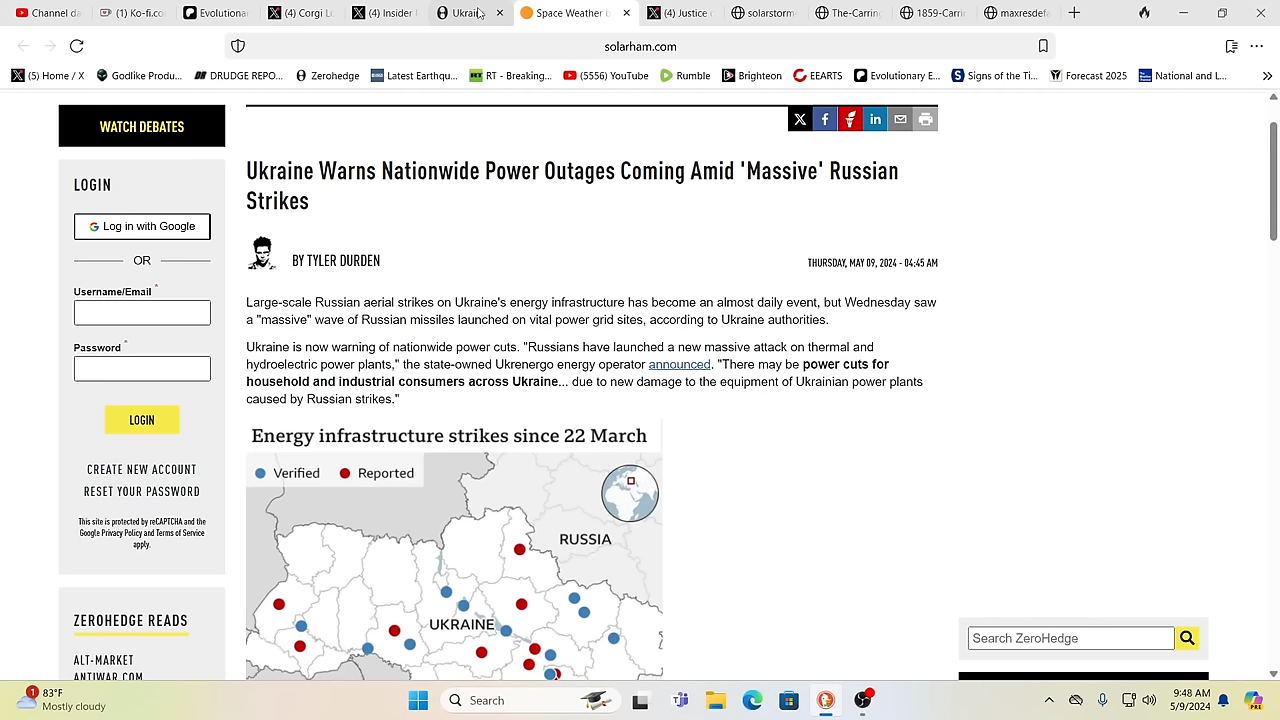 Channel da
(1) Ko-fi.co
Evolutiona
(4) Corgi L
(4) Insider
Ukrain
Space Weather b
(4) Justice
solarstorm
The-Carrin
1859-Carri
maxresdef
solarham.com
(5) Home / X
Godlike Produ...
DRUDGE REPO...
Zerohedge
Latest Earthqu...
RT - Breaking...
(5556) YouTube
Rumble
Brighteon
EEARTS
Evolutionary E...
Signs of the Ti...
Forecast 2025
National and L...
WATCH DEBATES
LOGIN
Log in with Google
OR
Username/Email *
Password *
LOGIN
CREATE NEW ACCOUNT
RESET YOUR PASSWORD
This site is protected by reCAPTCHA and the
Google Privacy Policy and Terms of Service
apply.
ZEROHEDGE READS
ALT-MARKET
ANTIWAR.COM
Ukraine Warns Nationwide Power Outages Coming Amid 'Massive' Russian
Strikes
BY TYLER DURDEN
THURSDAY, MAY 09, 2024 - 04:45 AM
Large-scale Russian aerial strikes on Ukraine's energy infrastructure has become an almost daily event, but Wednesday saw
a "massive" wave of Russian missiles launched on vital power grid sites, according to Ukraine authorities.
Ukraine is now warning of nationwide power cuts. "Russians have launched a new massive attack on thermal and
hydroelectric power plants," the state-owned Ukrenergo energy operator announced. "There may be power cuts for
household and industrial consumers across Ukraine... due to new damage to the equipment of Ukrainian power plants
caused by Russian strikes."
Energy infrastructure strikes since 22 March
Verified
Reported
RUSSIA
UKRAINE
Search ZeroHedge
1
83°F
Mostly cloudy
Search
9:48 AM
5/9/2024